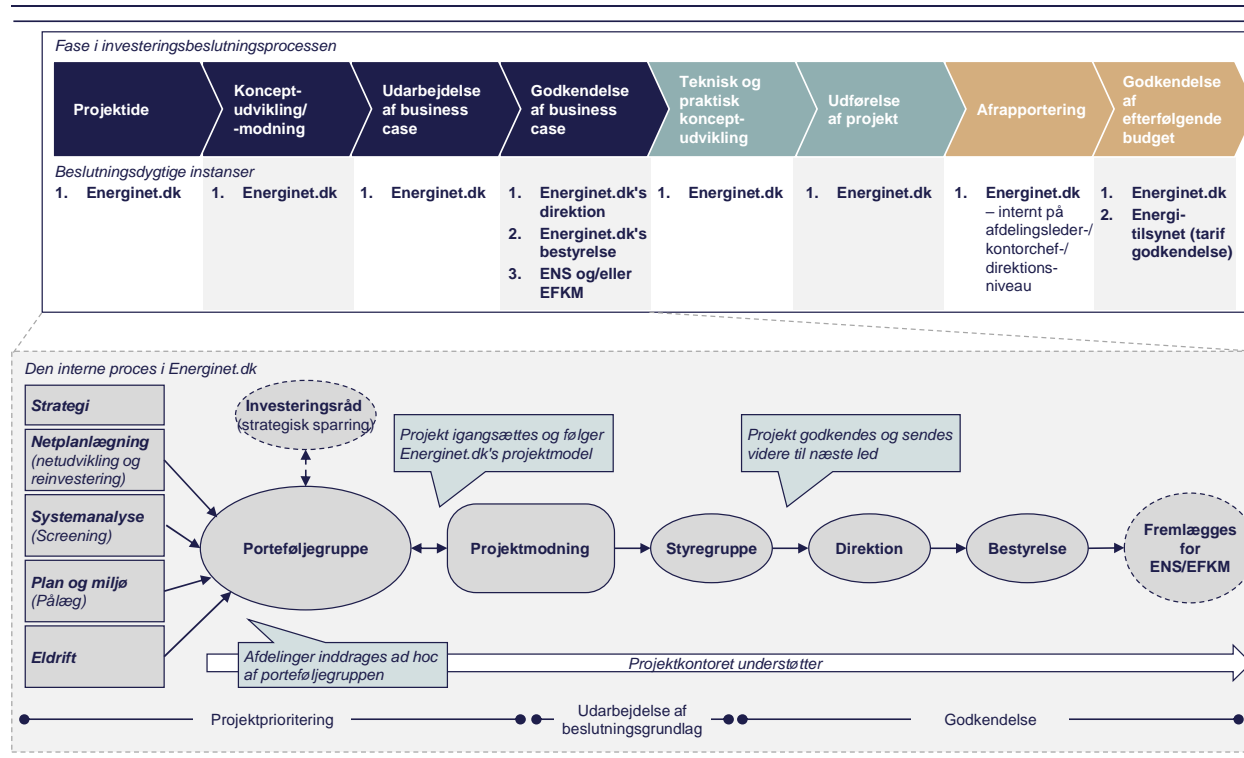 Fase i investeringsbeslutningsprocessen
Projektide
Koncept-
udvikling/
-modning
Udarbejdelse
af business
case
Godkendelse
af business
case
Teknisk og
praktisk
koncept-
udvikling
Udførelse
af projekt
Afrapportering
Godkendelse
af
efterfølgende
budget
Beslutningsdygtige instanser
1. Energinet.dk
1. Energinet.dk
1. Energinet.dk
1. Energinet.dk's
direktion
2. Energinet.dk's
bestyrelse
3. ENS og/eller
EFKM
1. Energinet.dk
1. Energinet.dk
1. Energinet.dk
– internt på
afdelingsleder-/
kontorchef-/
direktions-
niveau
1. Energinet.dk
2. Energi-
tilsynet (tarif
godkendelse)
Den interne proces i Energinet.dk
Strategi
Netplanlægning
(netudvikling og
reinvestering)
Systemanalyse
(Screening)
Plan og miljø
(Pålæg)
Eldrift
Investeringsråd
(strategisk sparring)
Porteføljegruppe
Projekt igangsættes og følger
Energinet.dk's projektmodel
Projektmodning
Styregruppe
Projekt godkendes og sendes
videre til næste led
Direktion
Bestyrelse
Fremlægges
for
ENS/EFKM
Afdelinger inddrages ad hoc
af porteføljegruppen
Projektkontoret understøtter
Projektprioritering
Udarbejdelse af
beslutningsgrundlag
Godkendelse